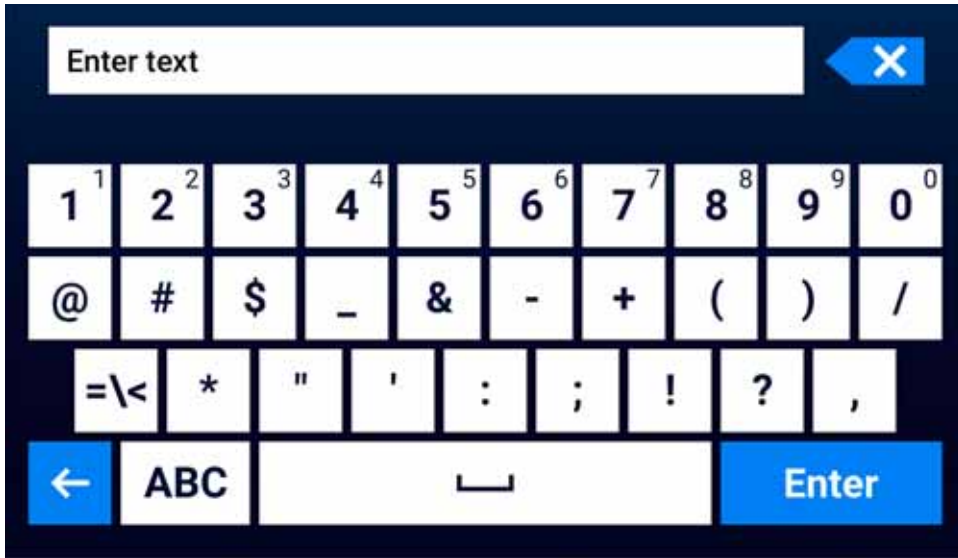 Enter text
1 1 2 2 3 3 4 4 5 5 6 6 7 7 8 8 9 9 0 0
@ # $ _ & - + ( ) /
=\< * " ' : ; ! ? ,
ABC Enter